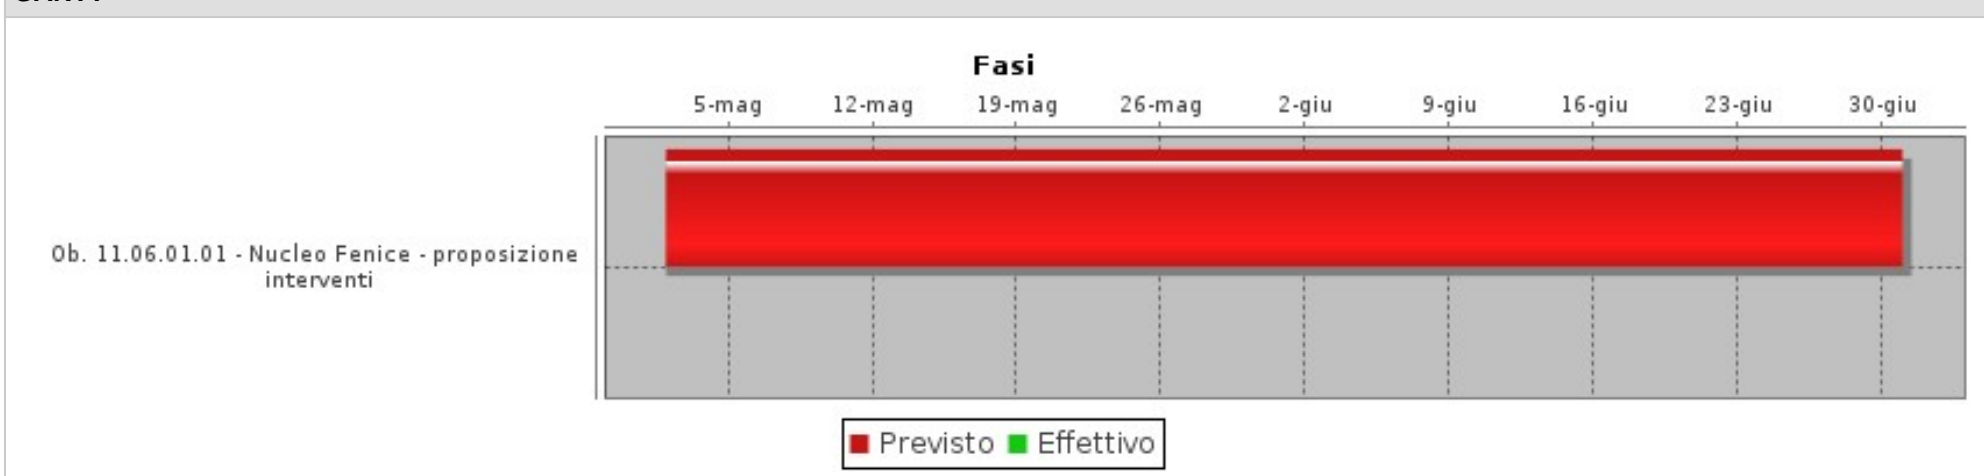 Fasi
5-mag 12-mag 19-mag 26-mag 2-giu 9-giu 16-giu 23-giu 30-giu
Ob. 11.06.01.01 - Nucleo Fenice - proposizione
interventi
Previsto Effettivo